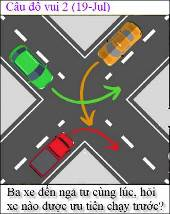 Câu đố vui 2 (19-Jul)
Ba xe đến ngã tư cùng lúc, hỏi
xe nào được ưu tiên chạy trước?